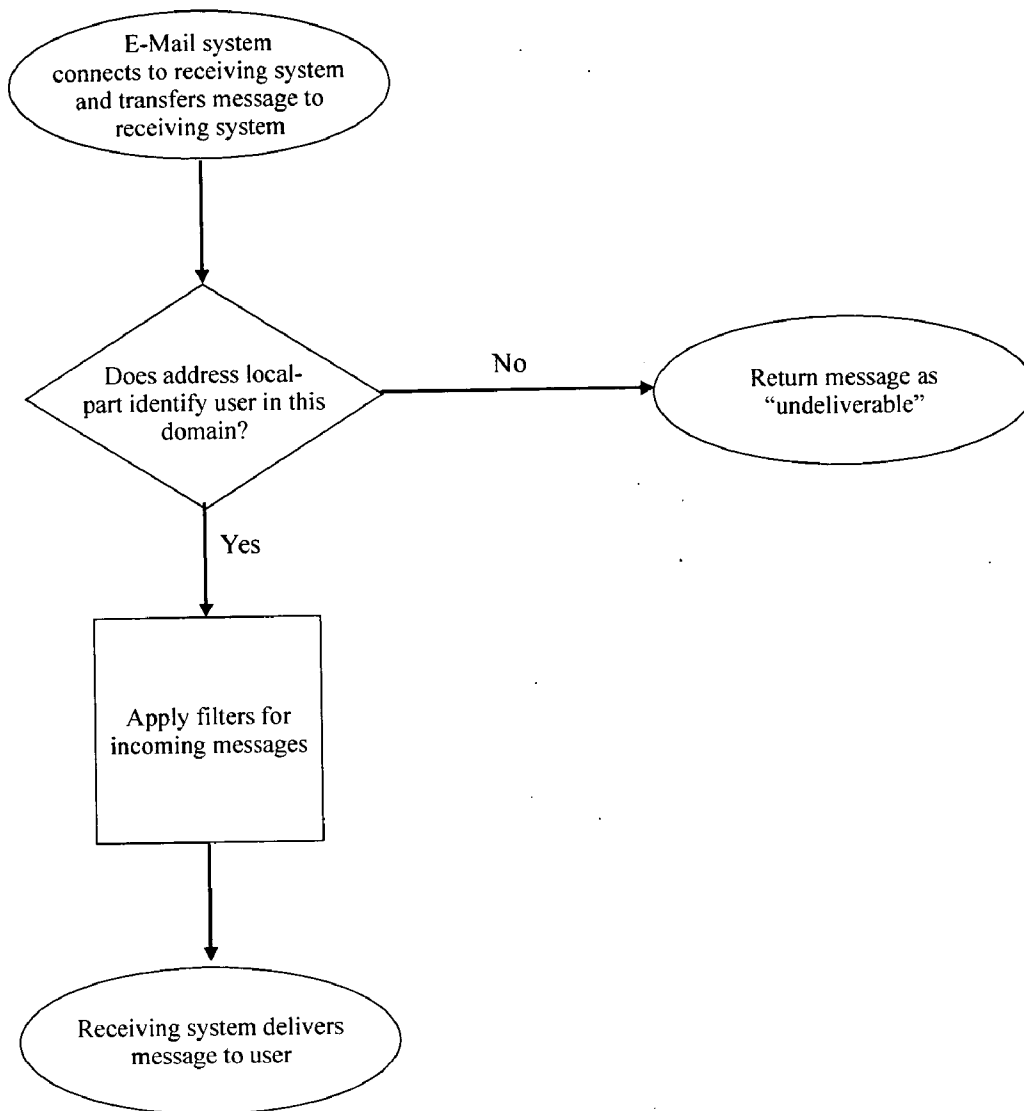 E-Mail system
connects to receiving system
and transfers message to
receiving system
Does address local-
part identify user in this
domain?
No
Return message as
“undeliverable”
Yes
Apply filters for
incoming messages
Receiving system delivers
message to user